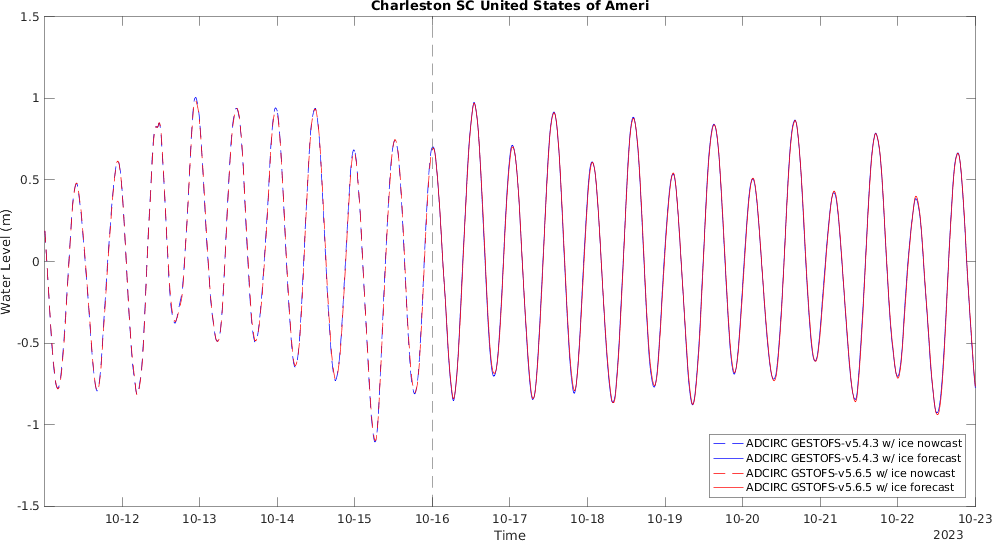 Charleston SC United States of Ameri
1.5
1
0.5
0
-0.5
-1
-1.5
Water Level (m)
ADCIRC GESTOFS-v5.4.3 w/ ice nowcast
ADCIRC GESTOFS-v5.4.3 w/ ice forecast
ADCIRC GSTOFS-v5.6.5 w/ ice nowcast
ADCIRC GSTOFS-v5.6.5 w/ ice forecast
10-12 10-13 10-14 10-15 10-16 10-17 10-18 10-19 10-20 10-21 10-22 10-23
Time
2023